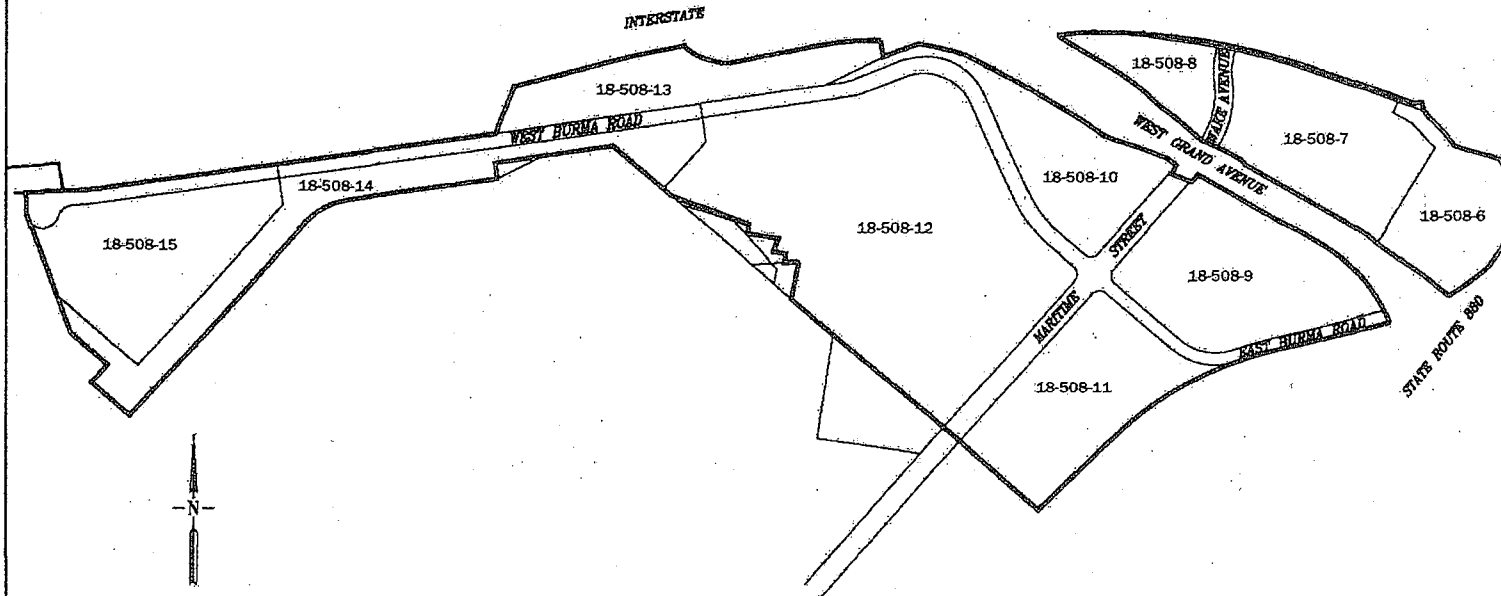 INTERSTATE
18-508-8
WAKE AVENUE
18-508-13
18-508-7
WEST BURMA ROAD
WEST GRAND AVENUE
18-508-14
18-508-10
18-508-6
18-508-15
18-508-12
STREET
18-508-9
MARITIME
EAST BURMA ROAD
STATE ROUTE 880
18-508-11
-N-